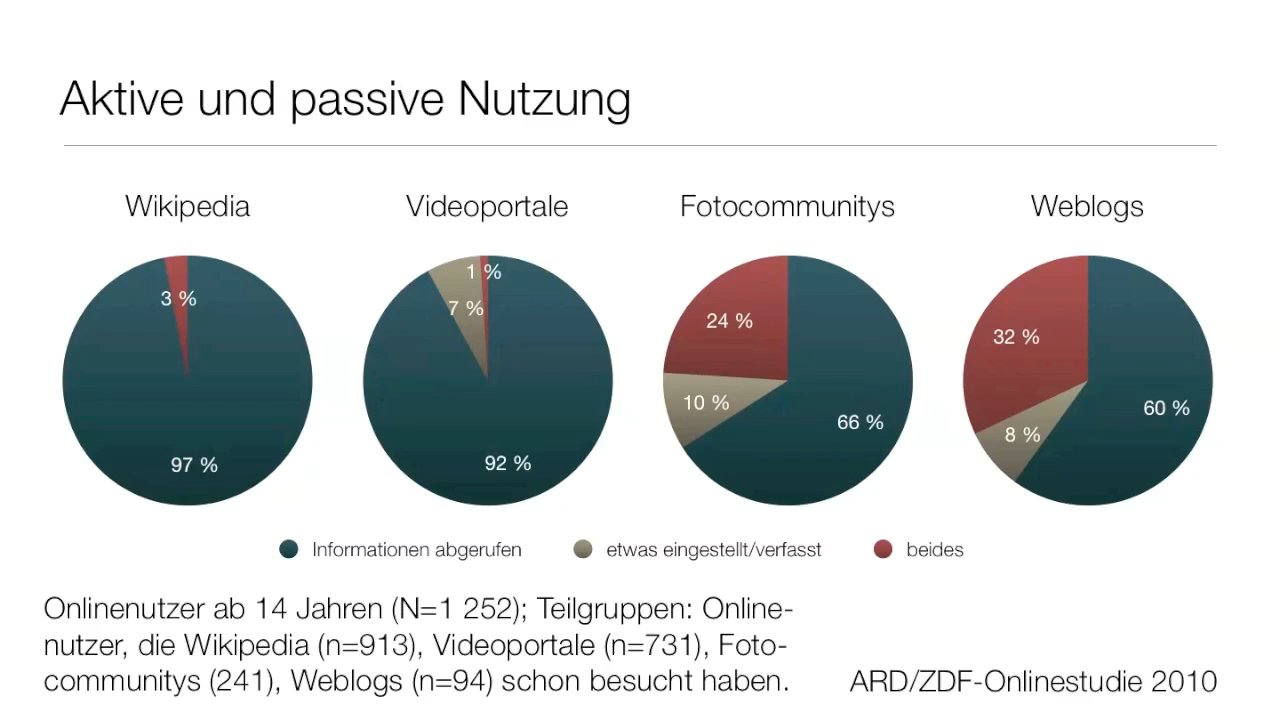 Aktive und passive Nutzung
Wikipedia
Videoportale
Fotocommunitys
Weblogs
3 %
97 %
1 %
7 %
92 %
24 %
10 %
66 %
32 %
8 %
60 %
Informationen abgerufen
etwas eingestellt/verfasst
beides
Onlinenutzer ab 14 Jahren (N=1 252); Teilgruppen: Online-
nutzer, die Wikipedia (n=913), Videoportale (n=731), Foto-
communitys (241), Weblogs (n=94) schon besucht haben.
ARD/ZDF-Onlinestudie 2010